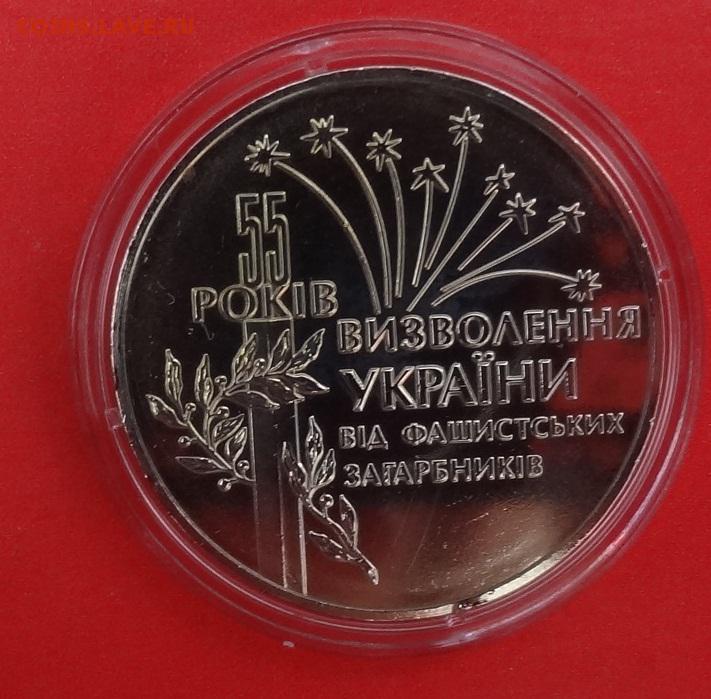 COINS.LAVE.RU
55
РОКІВ
ВИЗВОЛЕННЯ
УКРАЇНИ
ВІД ФАШИСТСЬКИХ
ЗАГАРБНИКІВ